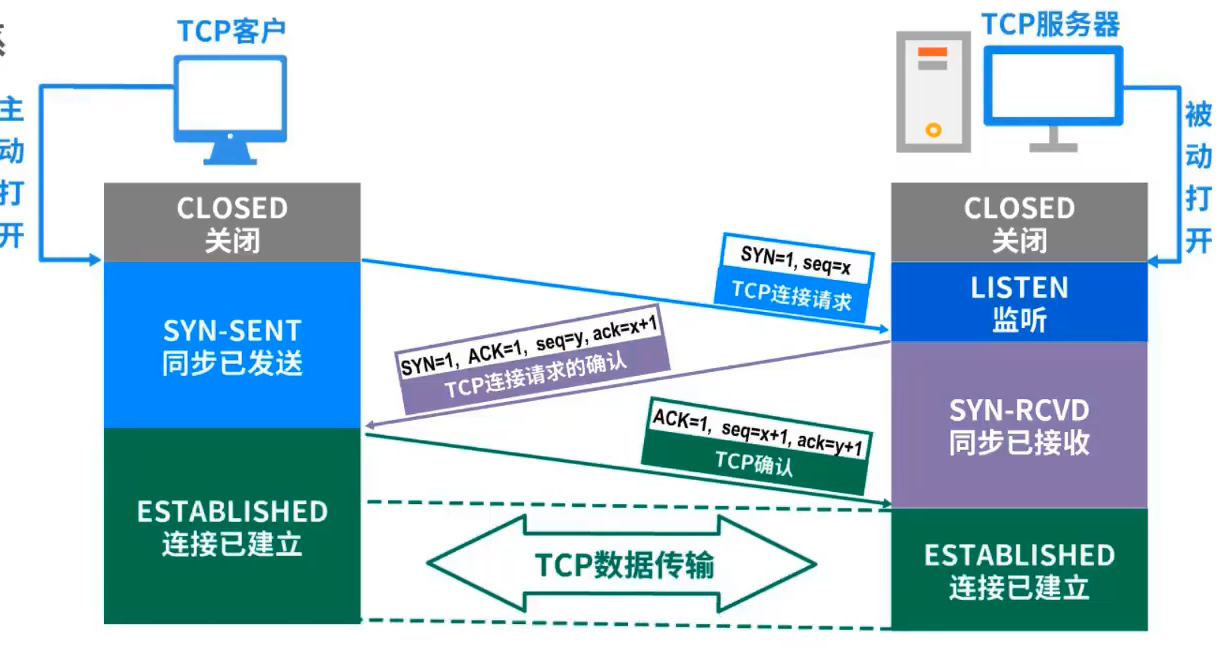 TCP客户
TCP服务器
主动打开
被动打开
CLOSED
关闭
CLOSED
关闭
SYN=1, seq=x
TCP连接请求
LISTEN
监听
SYN-SENT
同步已发送
SYN=1, ACK=1, seq=y, ack=x+1
TCP连接请求的确认
SYN-RCVD
同步已接收
ACK=1, seq=x+1, ack=y+1
TCP确认
ESTABLISHED
连接已建立
TCP数据传输
ESTABLISHED
连接已建立